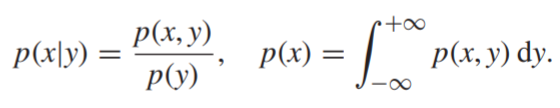 p(x|y) = p(x, y) / p(y), p(x) = ∫_{−∞}^{+∞} p(x, y) dy.